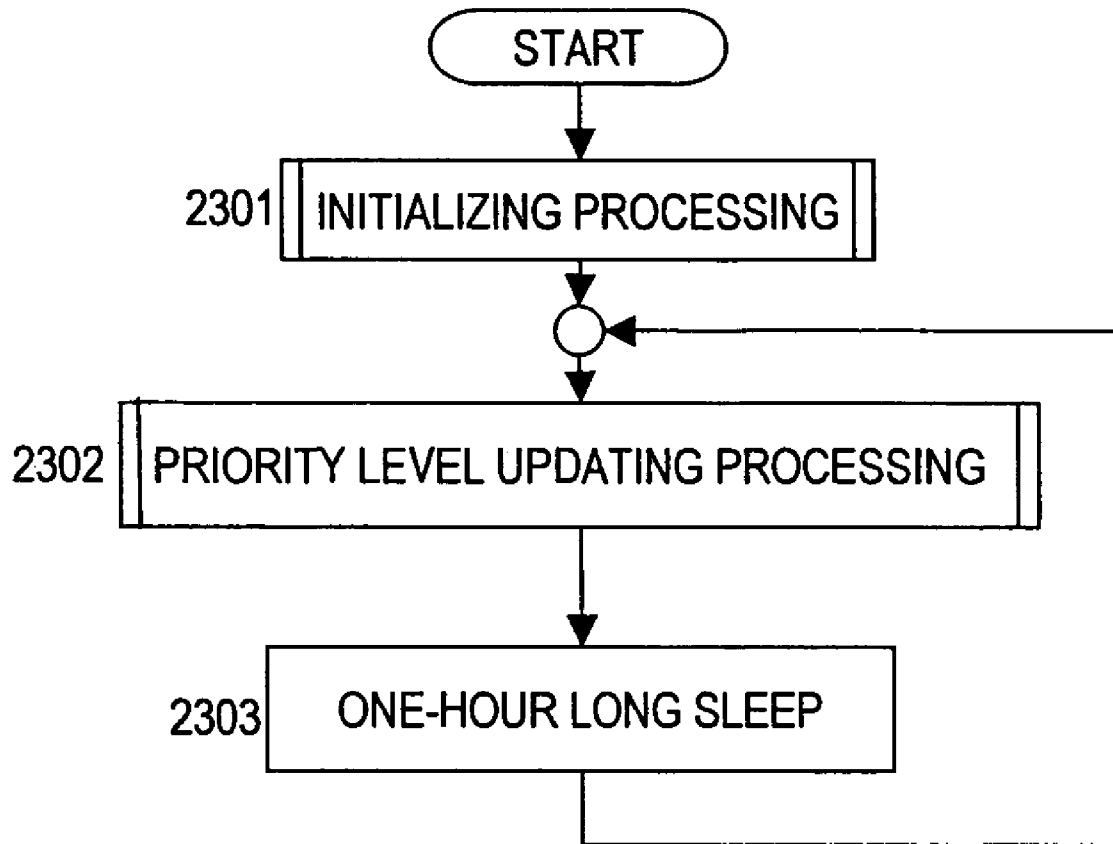 START
2301 INITIALIZING PROCESSING
2302 PRIORITY LEVEL UPDATING PROCESSING
2303 ONE-HOUR LONG SLEEP